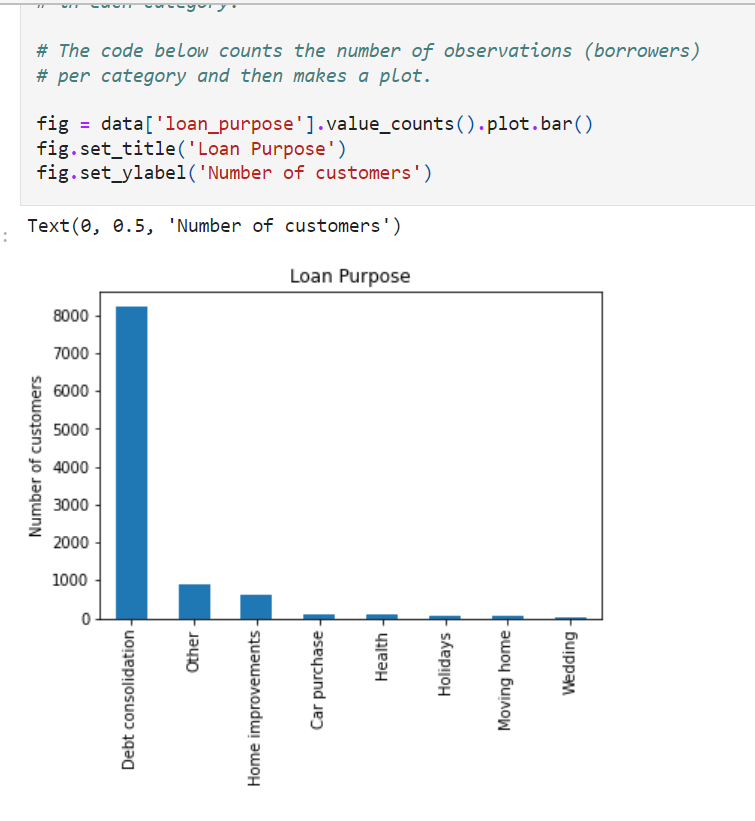 # in each category.
# The code below counts the number of observations (borrowers)
# per category and then makes a plot.
fig = data['loan_purpose'].value_counts().plot.bar()
fig.set_title('Loan Purpose')
fig.set_ylabel('Number of customers')
:
Text(0, 0.5, 'Number of customers')
Loan Purpose
Number of customers
8000
7000
6000
5000
4000
3000
2000
1000
0
Debt consolidation
Other
Home improvements
Car purchase
Health
Holidays
Moving home
Wedding